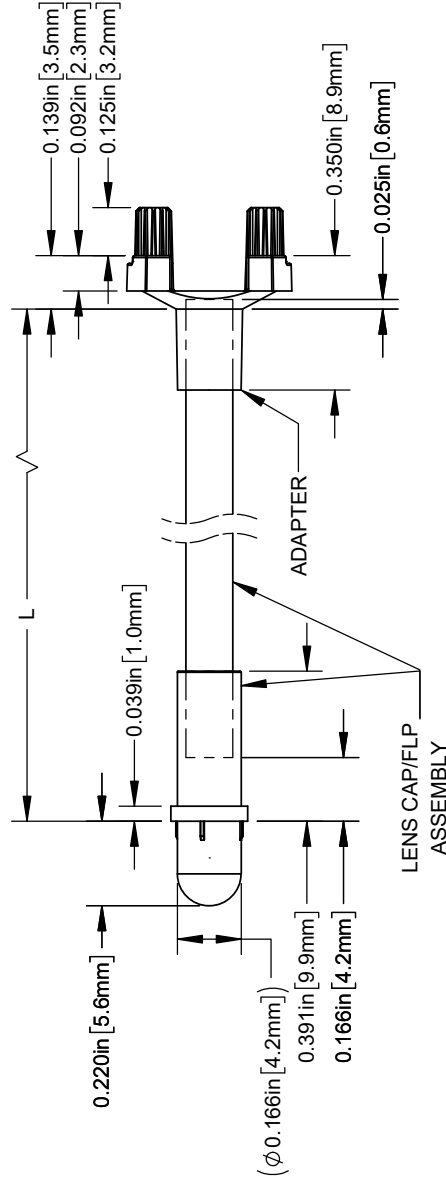 0.139in [3.5mm]
0.092in [2.3mm]
0.125in [3.2mm]
L
0.039in [1.0mm]
0.220in [5.6mm]
(Ø0.166in [4.2mm])
0.391in [9.9mm]
0.166in [4.2mm]
LENS CAP/FLP
ASSEMBLY
ADAPTER
0.350in [8.9mm]
0.025in [0.6mm]